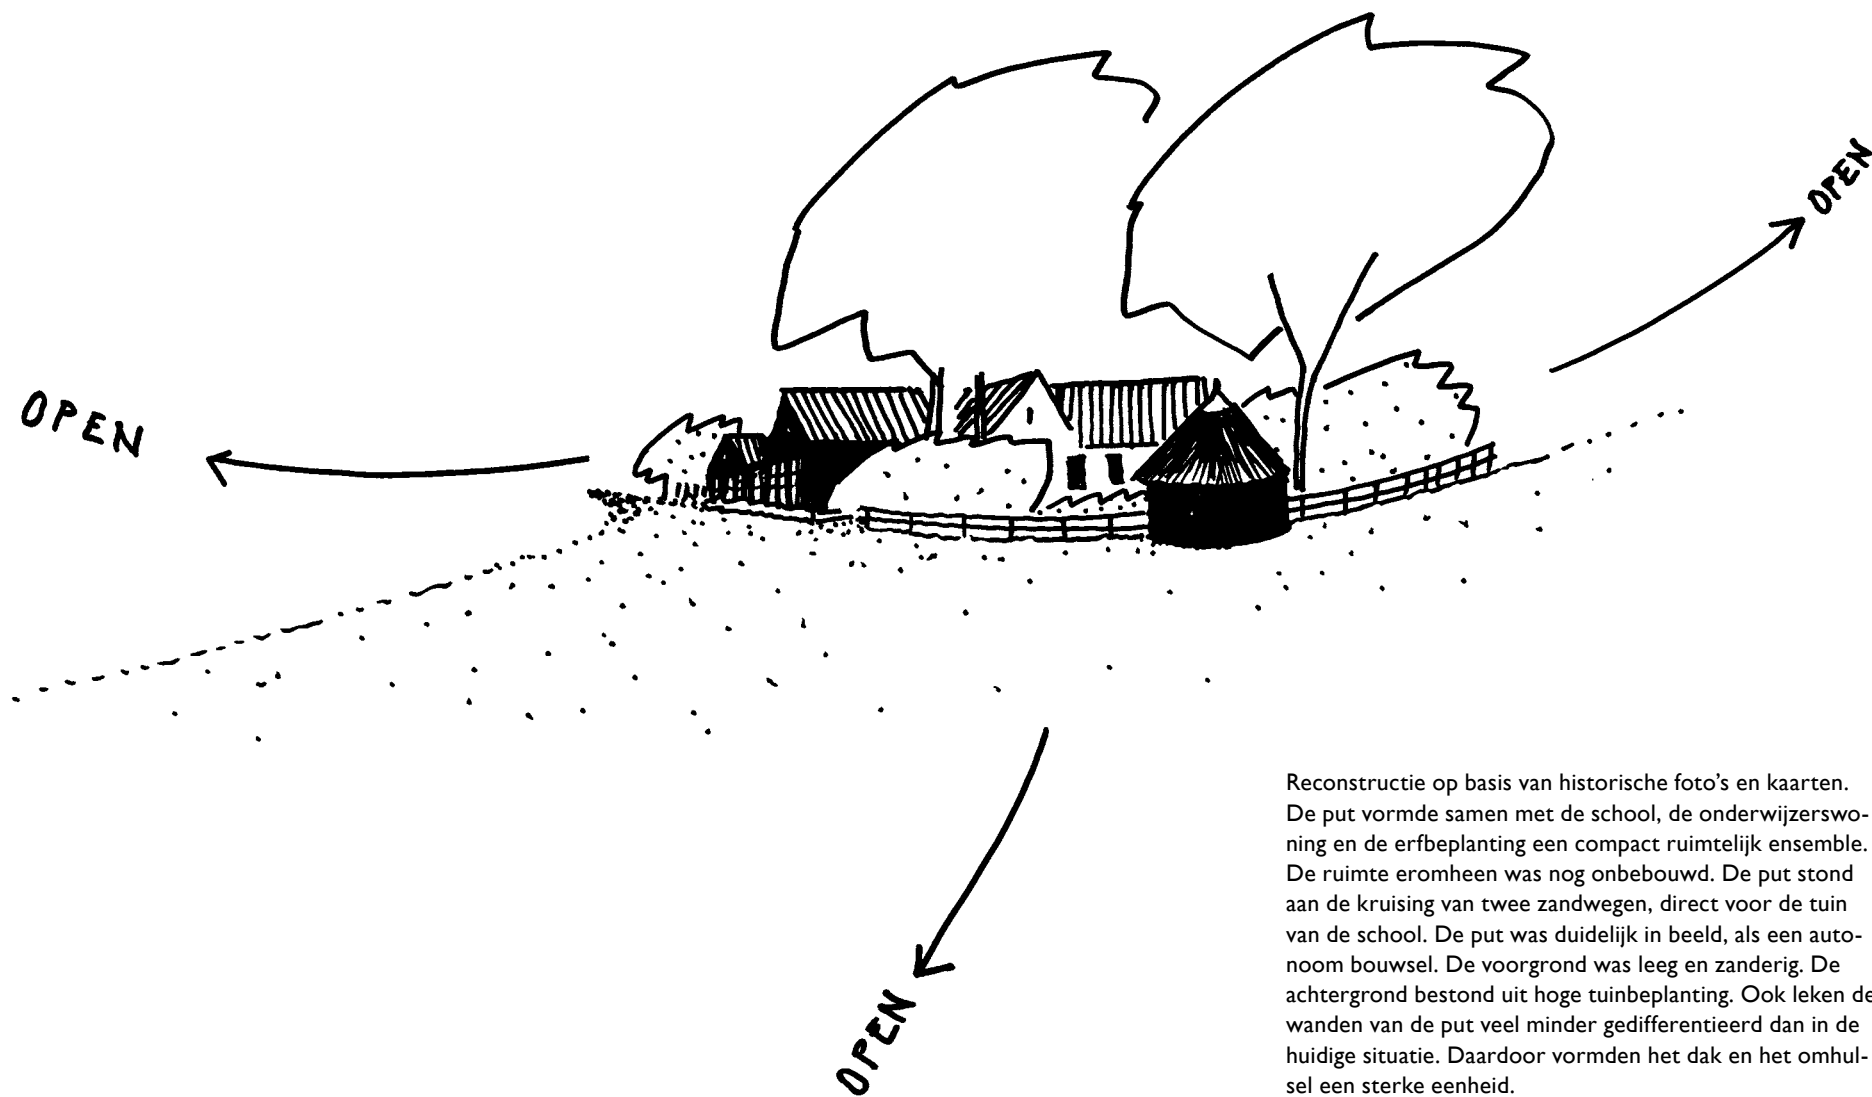 OPEN
OPEN
OPEN
Reconstructie op basis van historische foto’s en kaarten.
De put vormde samen met de school, de onderwijzerswo-
ning en de erfbeplanting een compact ruimtelijk ensemble.
De ruimte eromheen was nog onbebouwd. De put stond
aan de kruising van twee zandwegen, direct voor de tuin
van de school. De put was duidelijk in beeld, als een auto-
noom bouwsel. De voorgrond was leeg en zanderig. De
achtergrond bestond uit hoge tuinbeplanting. Ook leken de
wanden van de put veel minder gedifferentieerd dan in de
huidige situatie. Daardoor vormden het dak en het omhul-
sel een sterke eenheid.